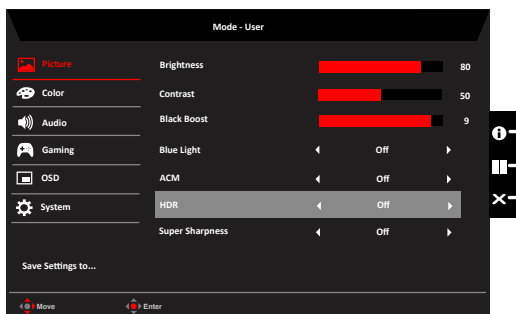 Mode - User
Picture
Brightness 80
Color
Contrast 50
Audio
Black Boost 9
Gaming
Blue Light Off
OSD
ACM Off
System
HDR Off
Super Sharpness Off
Save Settings to...
Move Enter